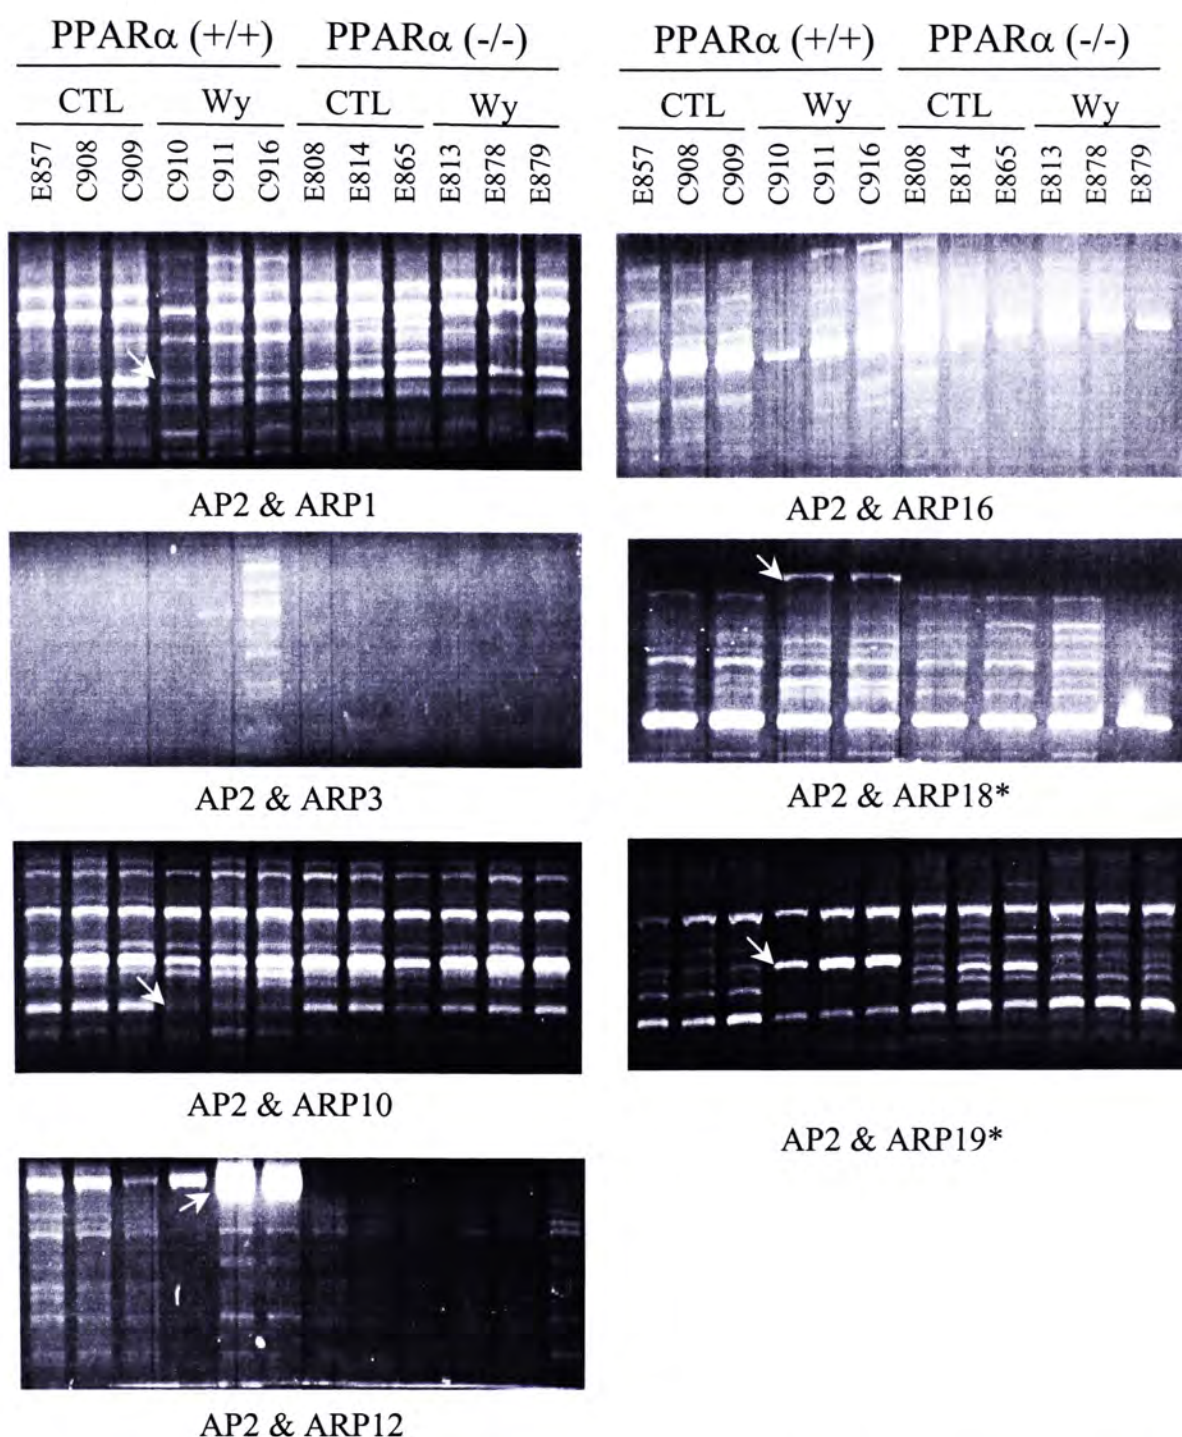 PPARα (+/+) PPARα (-/-)
CTL Wy CTL Wy
E857 C908 C909 C910 C911 C916 E808 E814 E865 E813 E878 E879
AP2 & ARP1
AP2 & ARP3
AP2 & ARP10
AP2 & ARP12
PPARα (+/+) PPARα (-/-)
CTL Wy CTL Wy
E857 C908 C909 C910 C911 C916 E808 E814 E865 E813 E878 E879
AP2 & ARP16
AP2 & ARP18*
AP2 & ARP19*